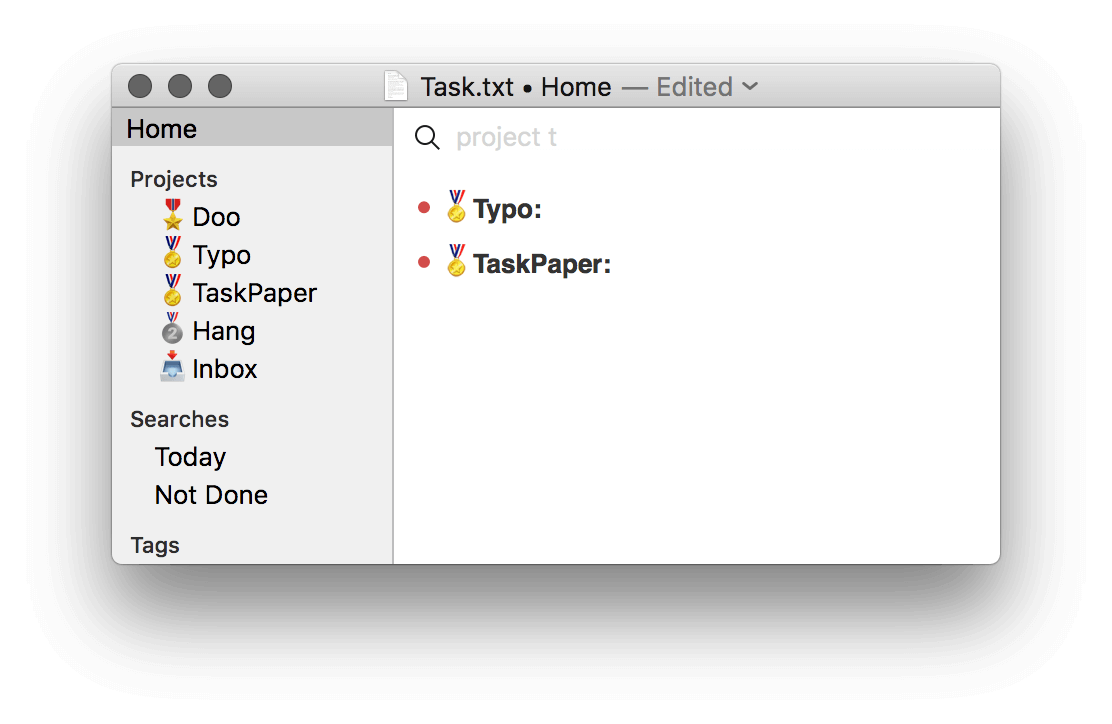 Task.txt • Home — Edited
Home
Projects
🎖️ Doo
🏅 Typo
🏅 TaskPaper
🥈 Hang
📥 Inbox
Searches
Today
Not Done
Tags
project t
• 🏅 Typo:
• 🏅 TaskPaper: